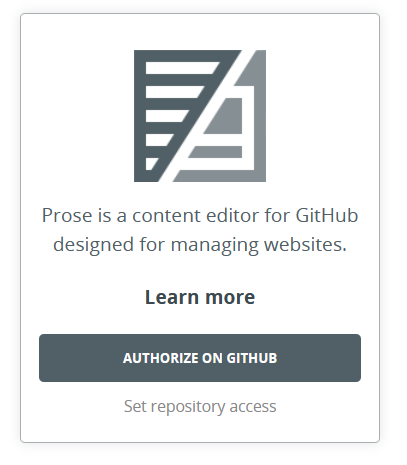 Prose is a content editor for GitHub
designed for managing websites.
Learn more
AUTHORIZE ON GITHUB
Set repository access